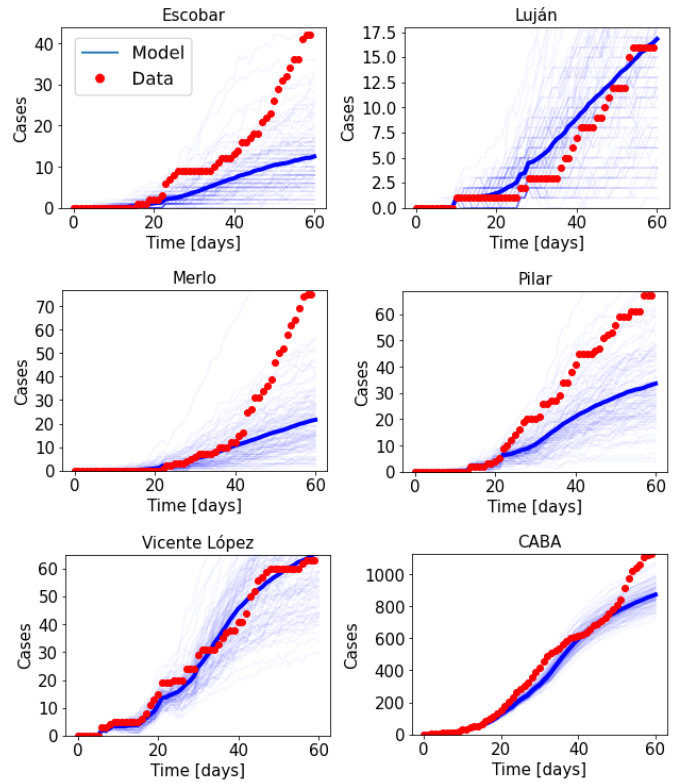 Escobar
40
30
20
10
0
Cases
Model
Data
0 20 40 60
Time [days]
Luján
17.5
15.0
12.5
10.0
7.5
5.0
2.5
0.0
Cases
0 20 40 60
Time [days]
Merlo
70
60
50
40
30
20
10
0
Cases
0 20 40 60
Time [days]
Pilar
60
50
40
30
20
10
0
Cases
0 20 40 60
Time [days]
Vicente López
60
50
40
30
20
10
0
Cases
0 20 40 60
Time [days]
CABA
1000
800
600
400
200
0
Cases
0 20 40 60
Time [days]